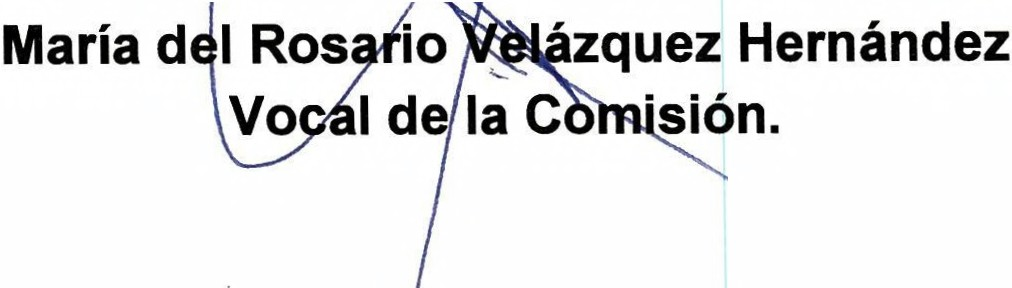 María del Rosario Velázquez Hernández
Vocal de la Comisión.